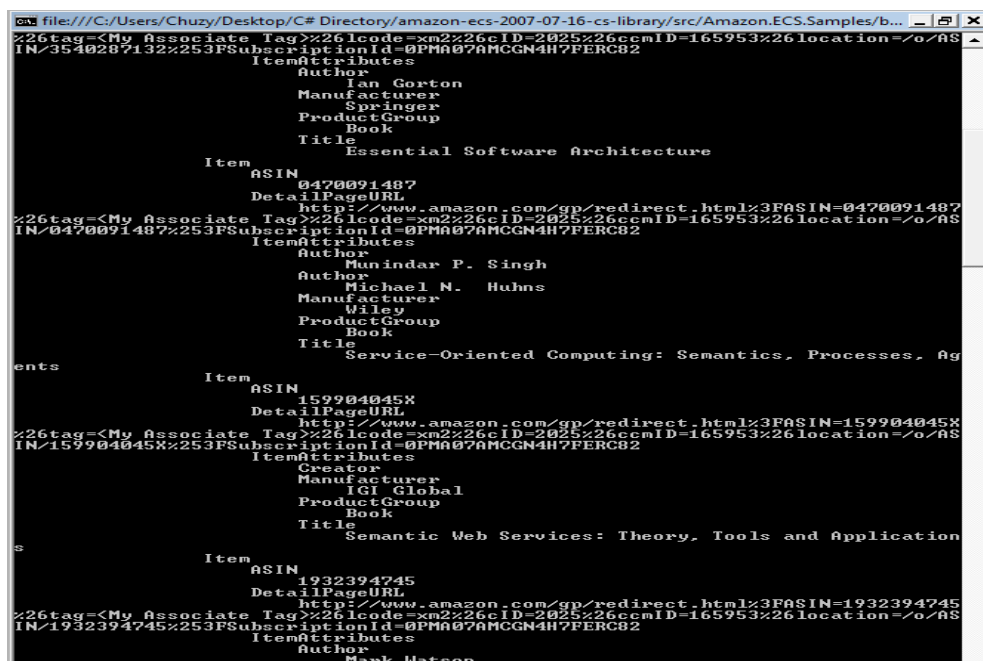 file:///C:/Users/Chuzy/Desktop/C# Directory/amazon-ecs-2007-07-16-cs-library/src/Amazon.ECS.Samples/b...
%26tag=<My Associate Tag>%26lcode=xm2%26cID=2025%26ccmID=165953%26location=/o/AS
IN/3540287132%253FSubscriptionId=0PMA07AMCGN4H7FERC82
ItemAttributes
Author
Ian Gorton
Manufacturer
Springer
ProductGroup
Book
Title
Essential Software Architecture
Item
ASIN
0470091487
DetailPageURL
http://www.amazon.com/gp/redirect.html%3FASIN=0470091487
%26tag=<My Associate Tag>%26lcode=xm2%26cID=2025%26ccmID=165953%26location=/o/AS
IN/0470091487%253FSubscriptionId=0PMA07AMCGN4H7FERC82
ItemAttributes
Author
Munindar P. Singh
Author
Michael N.  Huhns
Manufacturer
Wiley
ProductGroup
Book
Title
Service-Oriented Computing: Semantics, Processes, Ag
ents
Item
ASIN
159904045X
DetailPageURL
http://www.amazon.com/gp/redirect.html%3FASIN=159904045X
%26tag=<My Associate Tag>%26lcode=xm2%26cID=2025%26ccmID=165953%26location=/o/AS
IN/159904045X%253FSubscriptionId=0PMA07AMCGN4H7FERC82
ItemAttributes
Creator
Manufacturer
IGI Global
ProductGroup
Book
Title
Semantic Web Services: Theory, Tools and Application
s
Item
ASIN
1932394745
DetailPageURL
http://www.amazon.com/gp/redirect.html%3FASIN=1932394745
%26tag=<My Associate Tag>%26lcode=xm2%26cID=2025%26ccmID=165953%26location=/o/AS
IN/1932394745%253FSubscriptionId=0PMA07AMCGN4H7FERC82
ItemAttributes
Author
Mark Watson